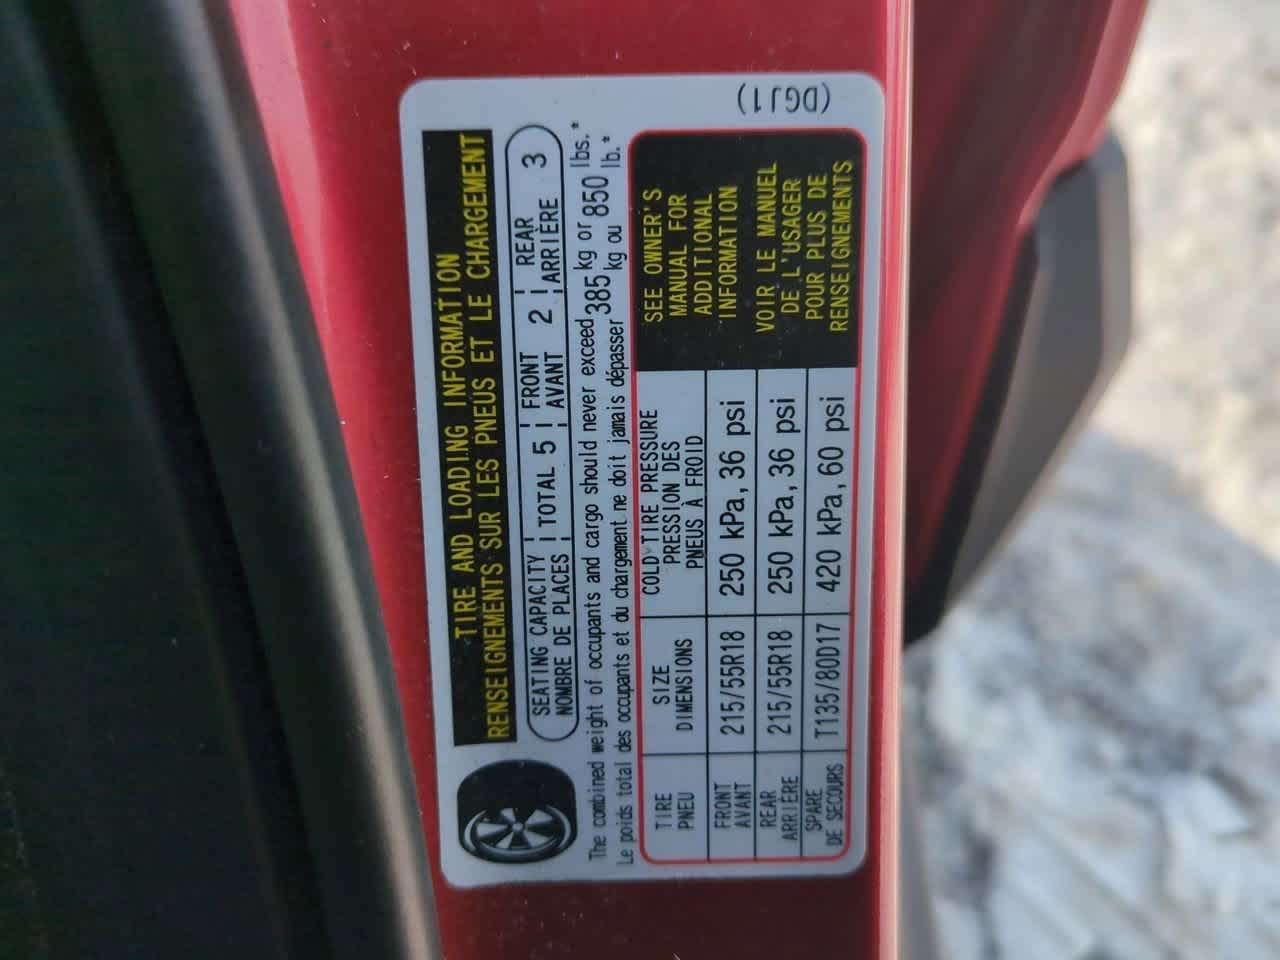 (DGJ1)
TIRE AND LOADING INFORMATION
RENSEIGNEMENTS SUR LES PNEUS ET LE CHARGEMENT
SEATING CAPACITY | TOTAL 5 | FRONT 2 | REAR 3
NOMBRE DE PLACES | AVANT | ARRIÈRE
The combined weight of occupants and cargo should never exceed 385 kg or 850 lbs.*
Le poids total des occupants et du chargement ne doit jamais dépasser kg ou lb.*
TIRE
PNEU
SIZE
DIMENSIONS
COLD TIRE PRESSURE
PRESSION DES
PNEUS À FROID
FRONT
AVANT
215/55R18
250 kPa, 36 psi
REAR
ARRIÈRE
215/55R18
250 kPa, 36 psi
SPARE
DE SECOURS
T135/80D17
420 kPa, 60 psi
SEE OWNER'S
MANUAL FOR
ADDITIONAL
INFORMATION
VOIR LE MANUEL
DE L'USAGER
POUR PLUS DE
RENSEIGNEMENTS